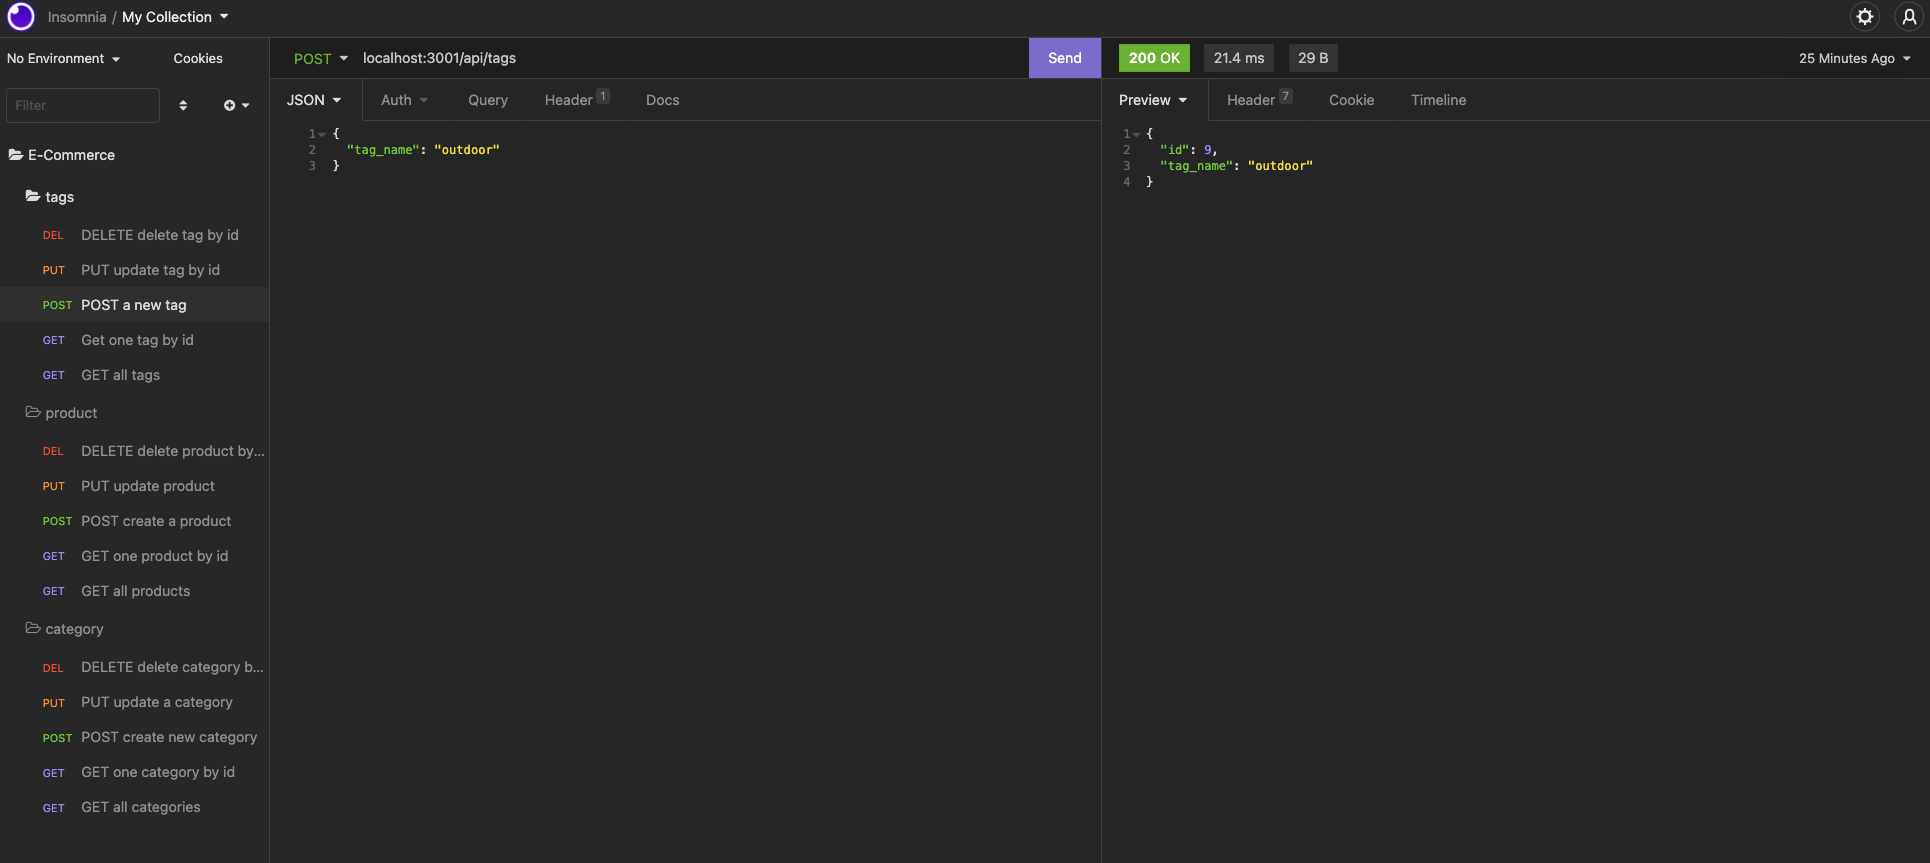 Insomnia / My Collection
No Environment
Cookies
Filter
E-Commerce
tags
DEL DELETE delete tag by id
PUT PUT update tag by id
POST POST a new tag
GET Get one tag by id
GET GET all tags
product
DEL DELETE delete product by...
PUT PUT update product
POST POST create a product
GET GET one product by id
GET GET all products
category
DEL DELETE delete category b...
PUT PUT update a category
POST POST create new category
GET GET one category by id
GET GET all categories
POST localhost:3001/api/tags Send
JSON Auth Query Header 1 Docs
1 {
2 "tag_name": "outdoor"
3 }
200 OK 21.4 ms 29 B 25 Minutes Ago
Preview Header 7 Cookie Timeline
1 {
2 "id": 9,
3 "tag_name": "outdoor"
4 }